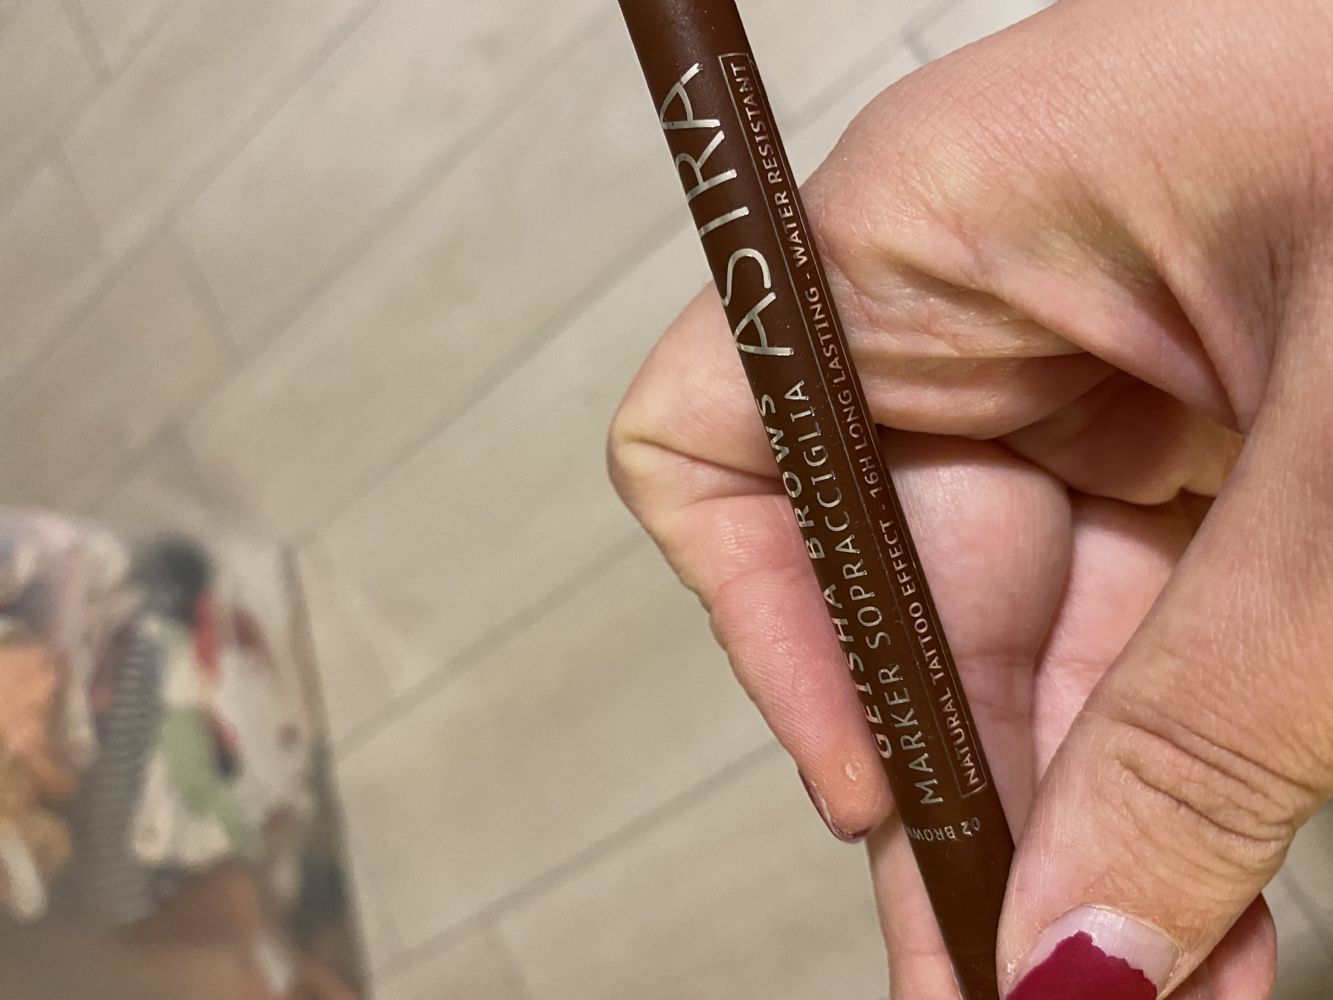 ASTRA
GEISHA BROWS
MARKER SOPRACCIGLIA
NATURAL TATTOO EFFECT - 16H LONG LASTING - WATER RESISTANT
02 BROWN